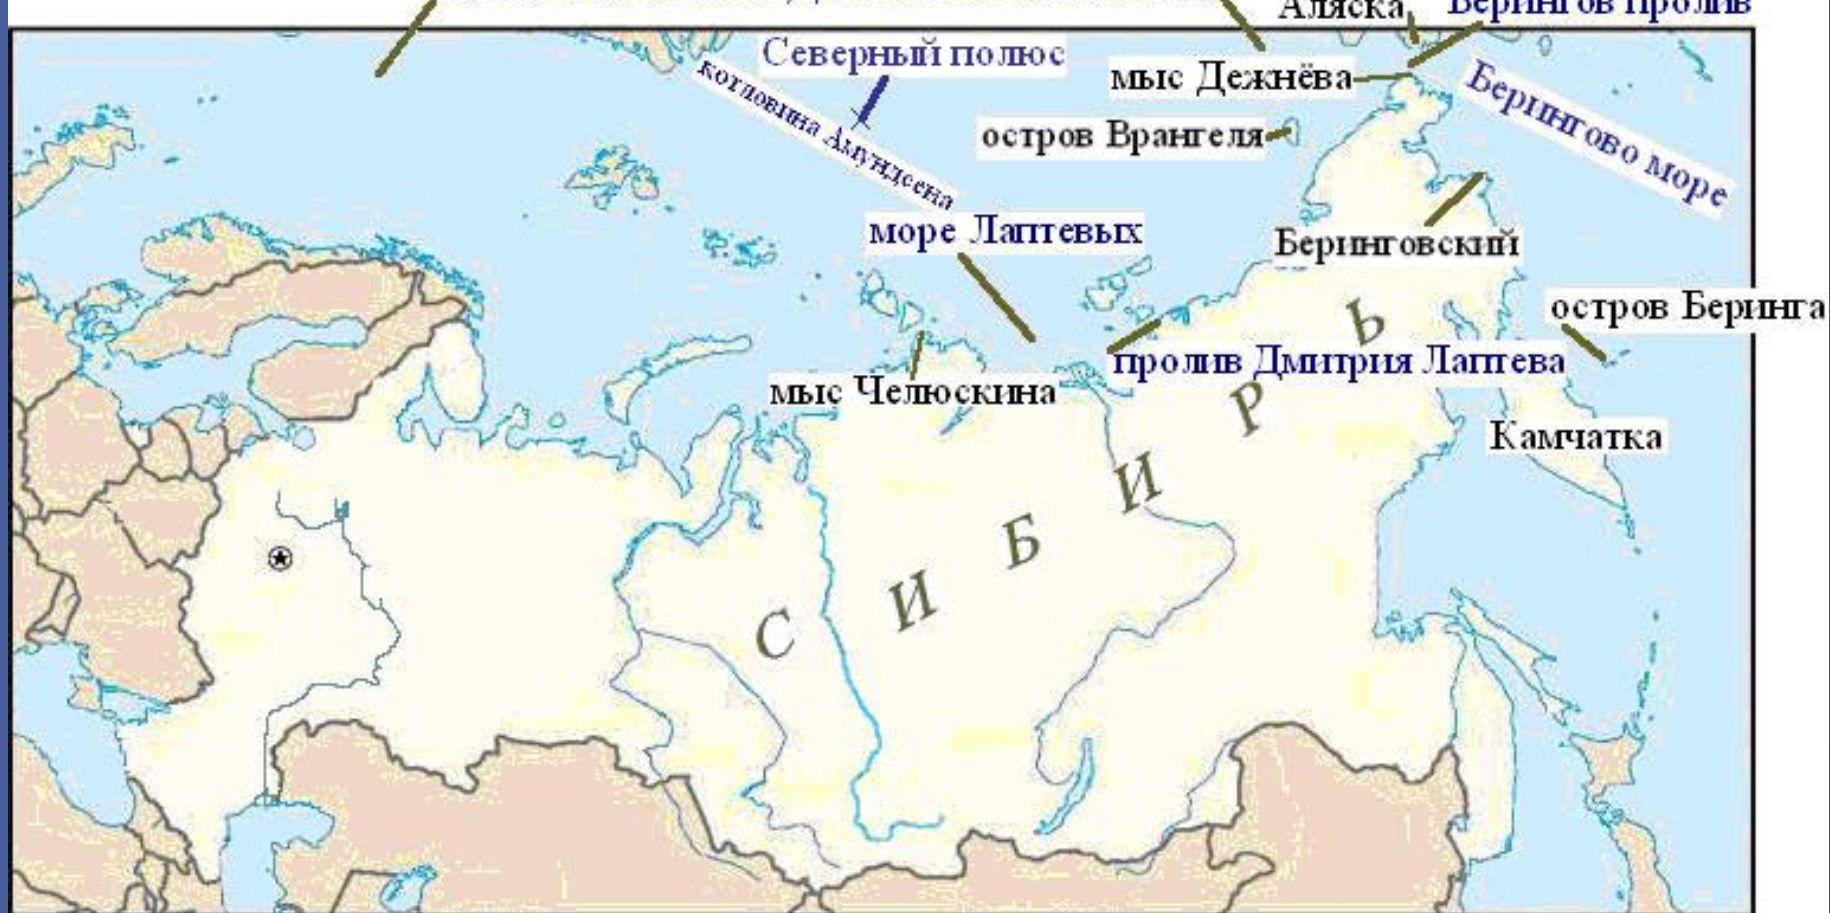 Аляска
Берингов пролив
Северный полюс
мыс Дежнёва
Берингово море
котловина Амундсена
остров Врангеля
море Лаптевых
Беринговский
остров Беринга
пролив Дмитрия Лаптева
мыс Челюскина
Камчатка
СИБИРЬ